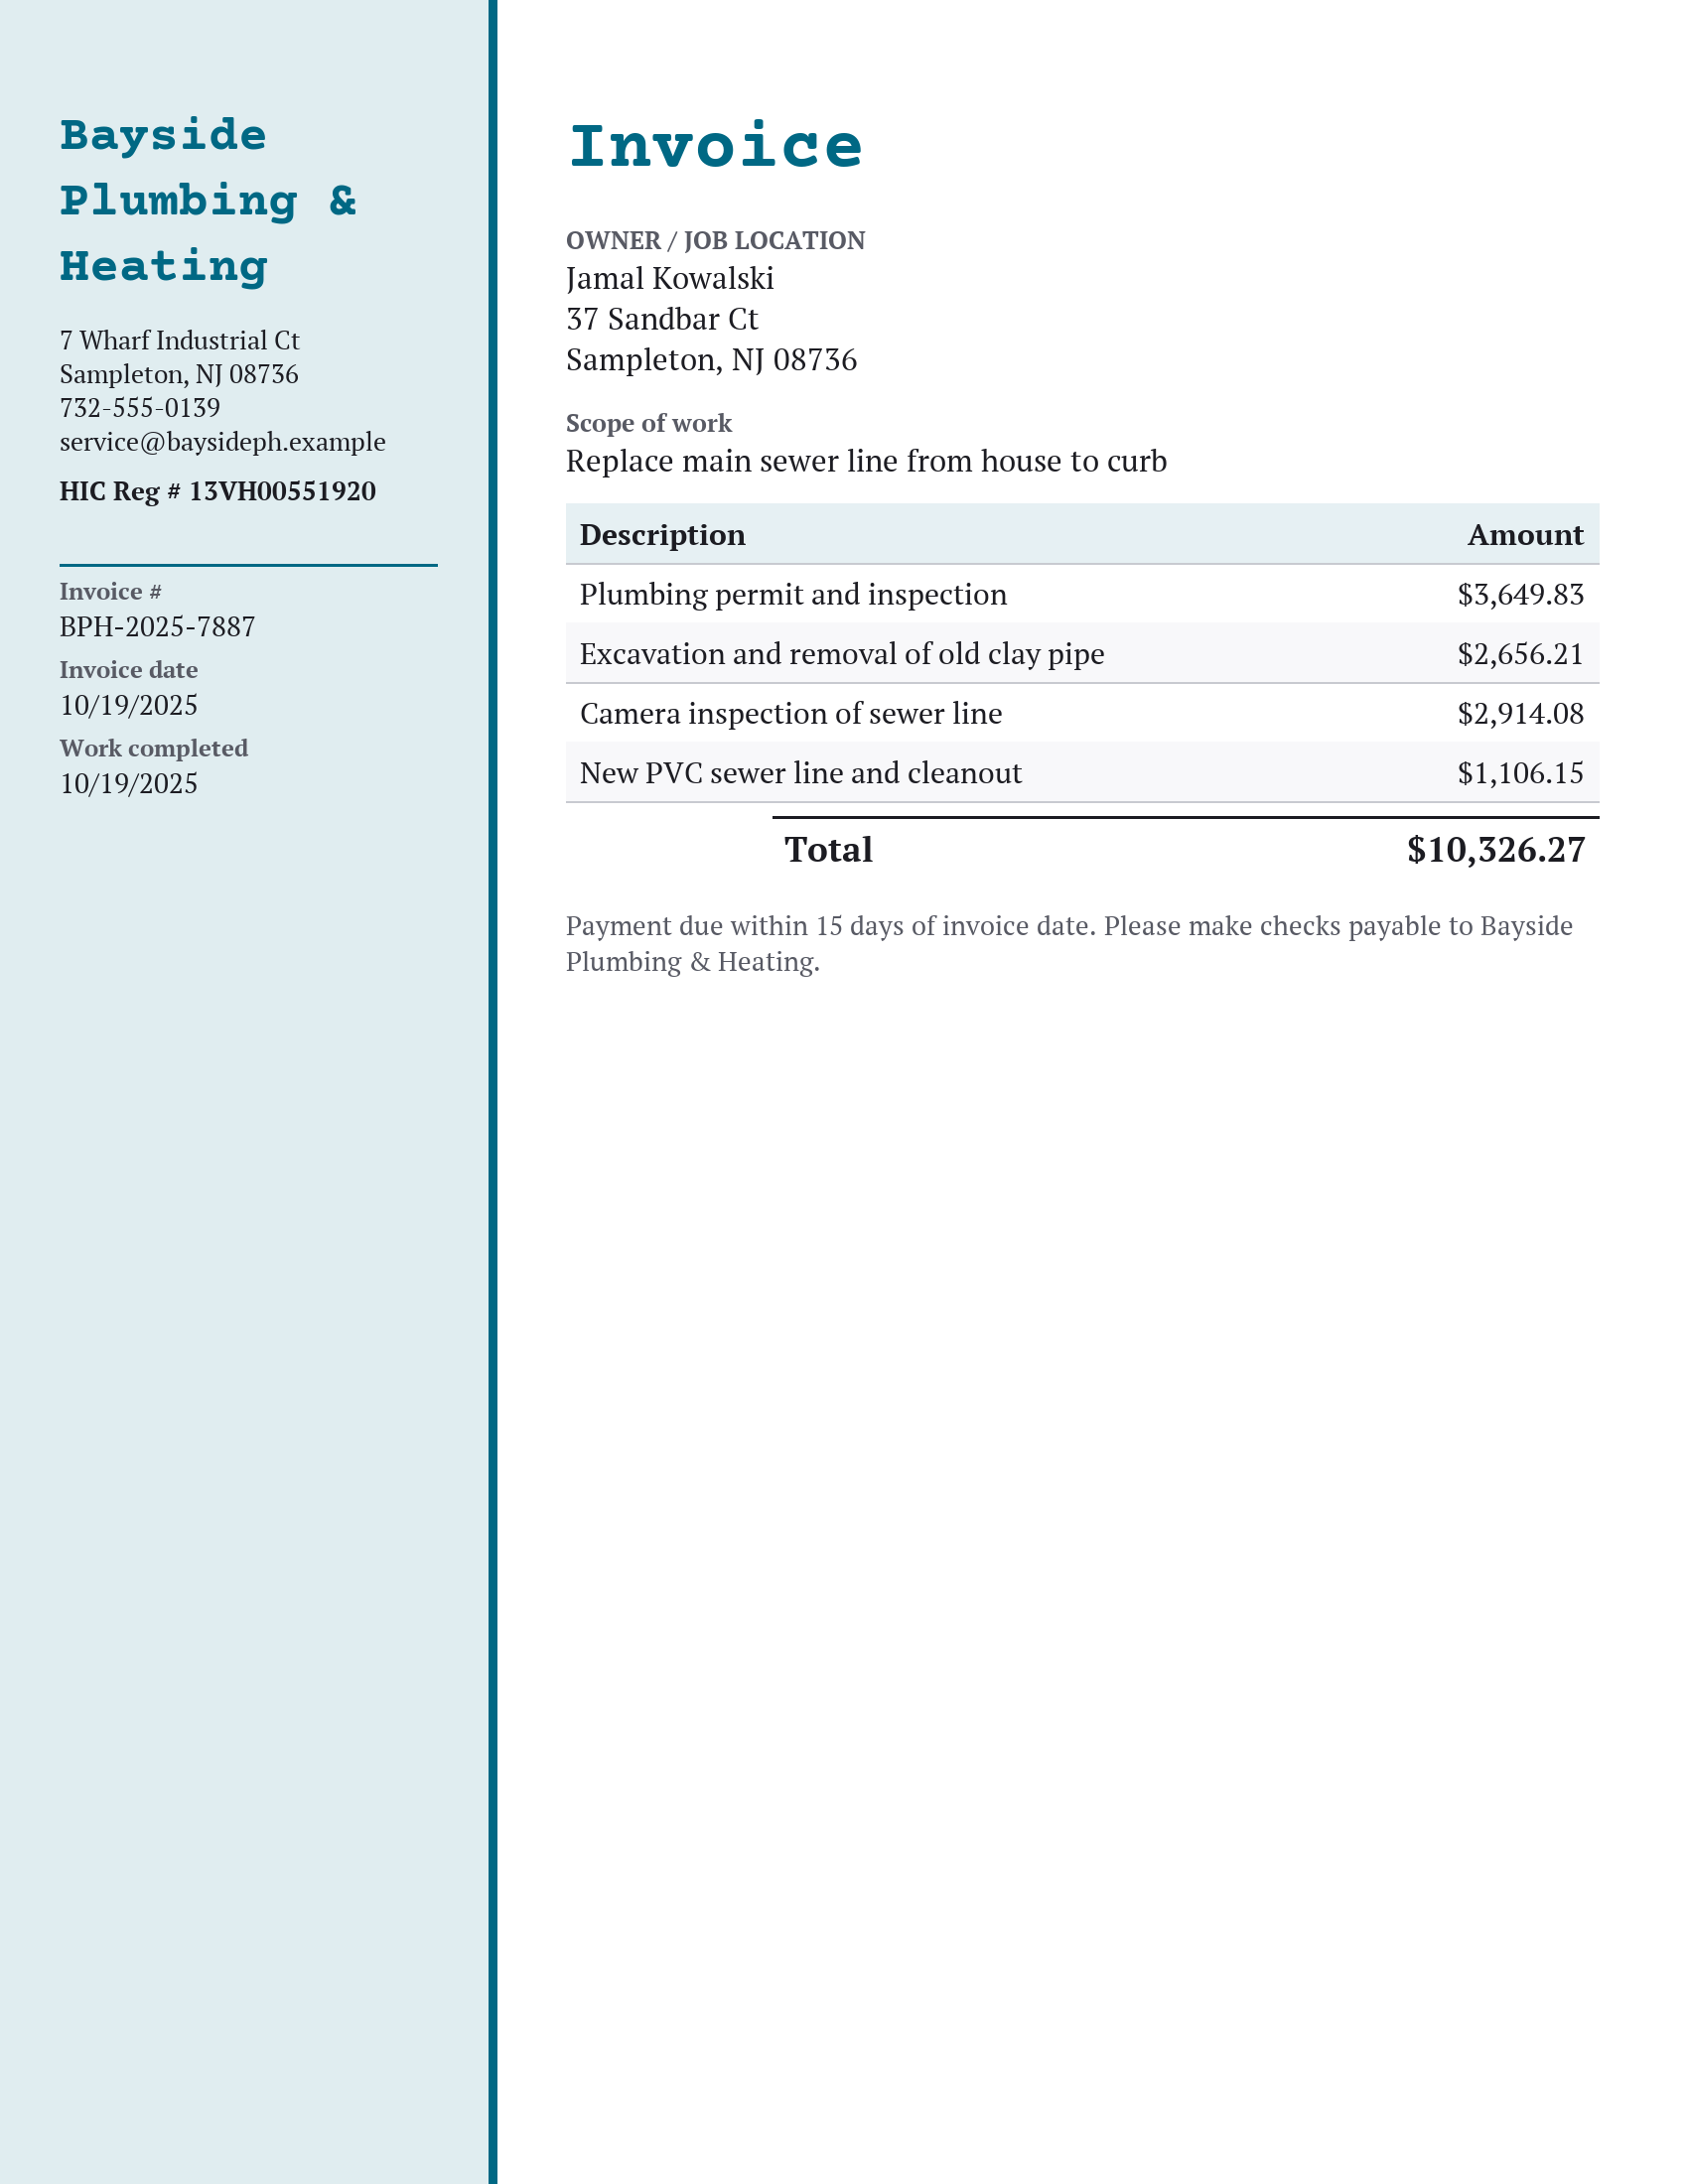 Bayside
Plumbing &
Heating
7 Wharf Industrial Ct
Sampleton, NJ 08736
732-555-0139
service@baysideph.example
HIC Reg # 13VH00551920
Invoice #
BPH-2025-7887
Invoice date
10/19/2025
Work completed
10/19/2025
Invoice
OWNER / JOB LOCATION
Jamal Kowalski
37 Sandbar Ct
Sampleton, NJ 08736
Scope of work
Replace main sewer line from house to curb
Description Amount
Plumbing permit and inspection $3,649.83
Excavation and removal of old clay pipe $2,656.21
Camera inspection of sewer line $2,914.08
New PVC sewer line and cleanout $1,106.15
Total $10,326.27
Payment due within 15 days of invoice date. Please make checks payable to Bayside
Plumbing & Heating.